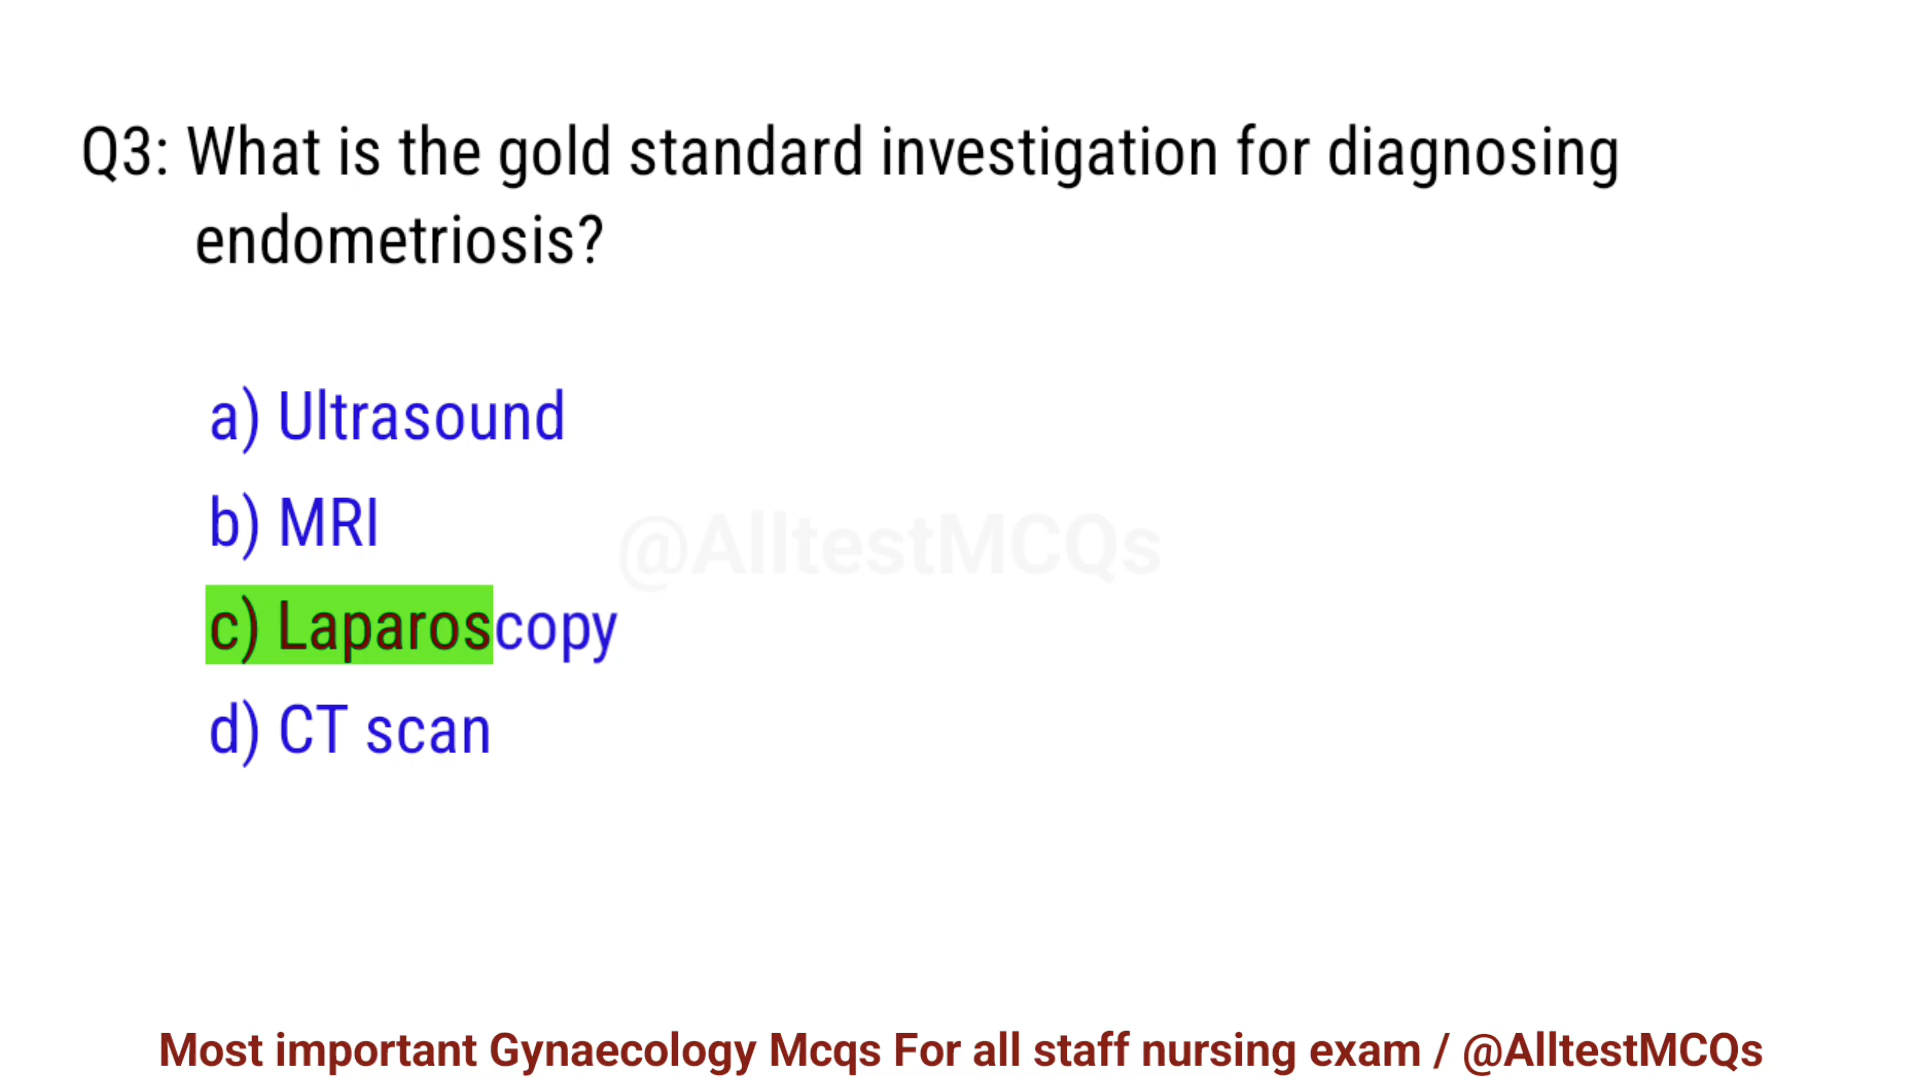 Q3: What is the gold standard investigation for diagnosing
endometriosis?
a) Ultrasound
b) MRI
@AlltestMCQs
c) Laparoscopy
d) CT scan
Most important Gynaecology Mcqs For all staff nursing exam / @AlltestMCQs